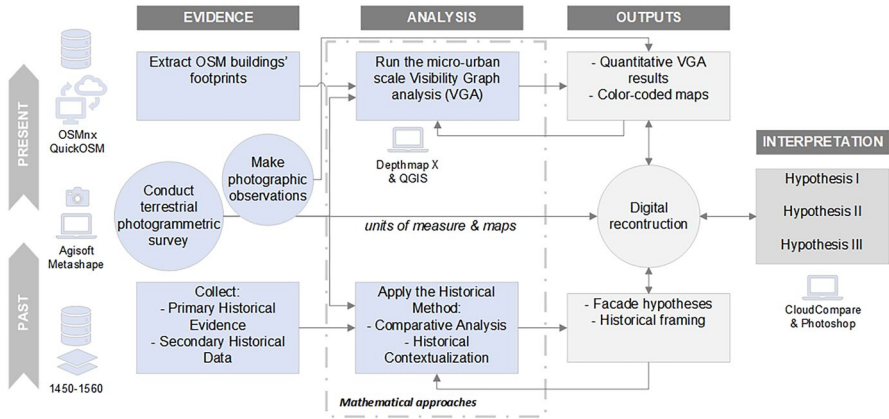 EVIDENCE
ANALYSIS
OUTPUTS
INTERPRETATION
PRESENT
PAST
OSMnx
QuickOSM
Agisoft
Metashape
1450-1560
Extract OSM buildings'
footprints
Make
photographic
observations
Conduct
terrestrial
photogrammetric
survey
Collect:
- Primary Historical
Evidence
- Secondary Historical
Data
Run the micro-urban
scale Visibility Graph
analysis (VGA)
Depthmap X
& QGIS
units of measure & maps
Apply the Historical
Method:
- Comparative Analysis
- Historical
Contextualization
Mathematical approaches
- Quantitative VGA
results
- Color-coded maps
Digital
recontruction
- Facade hypotheses
- Historical framing
Hypothesis I
Hypothesis II
Hypothesis III
CloudCompare
& Photoshop